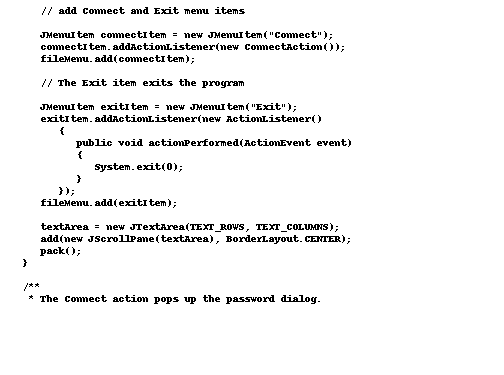 // add Connect and Exit menu items
JMenuItem connectItem = new JMenuItem("Connect");
connectItem.addActionListener(new ConnectAction());
fileMenu.add(connectItem);
// The Exit item exits the program
JMenuItem exitItem = new JMenuItem("Exit");
exitItem.addActionListener(new ActionListener()
{
public void actionPerformed(ActionEvent event)
{
System.exit(0);
}
});
fileMenu.add(exitItem);
textArea = new JTextArea(TEXT_ROWS, TEXT_COLUMNS);
add(new JScrollPane(textArea), BorderLayout.CENTER);
pack();
}
/**
* The Connect action pops up the password dialog.